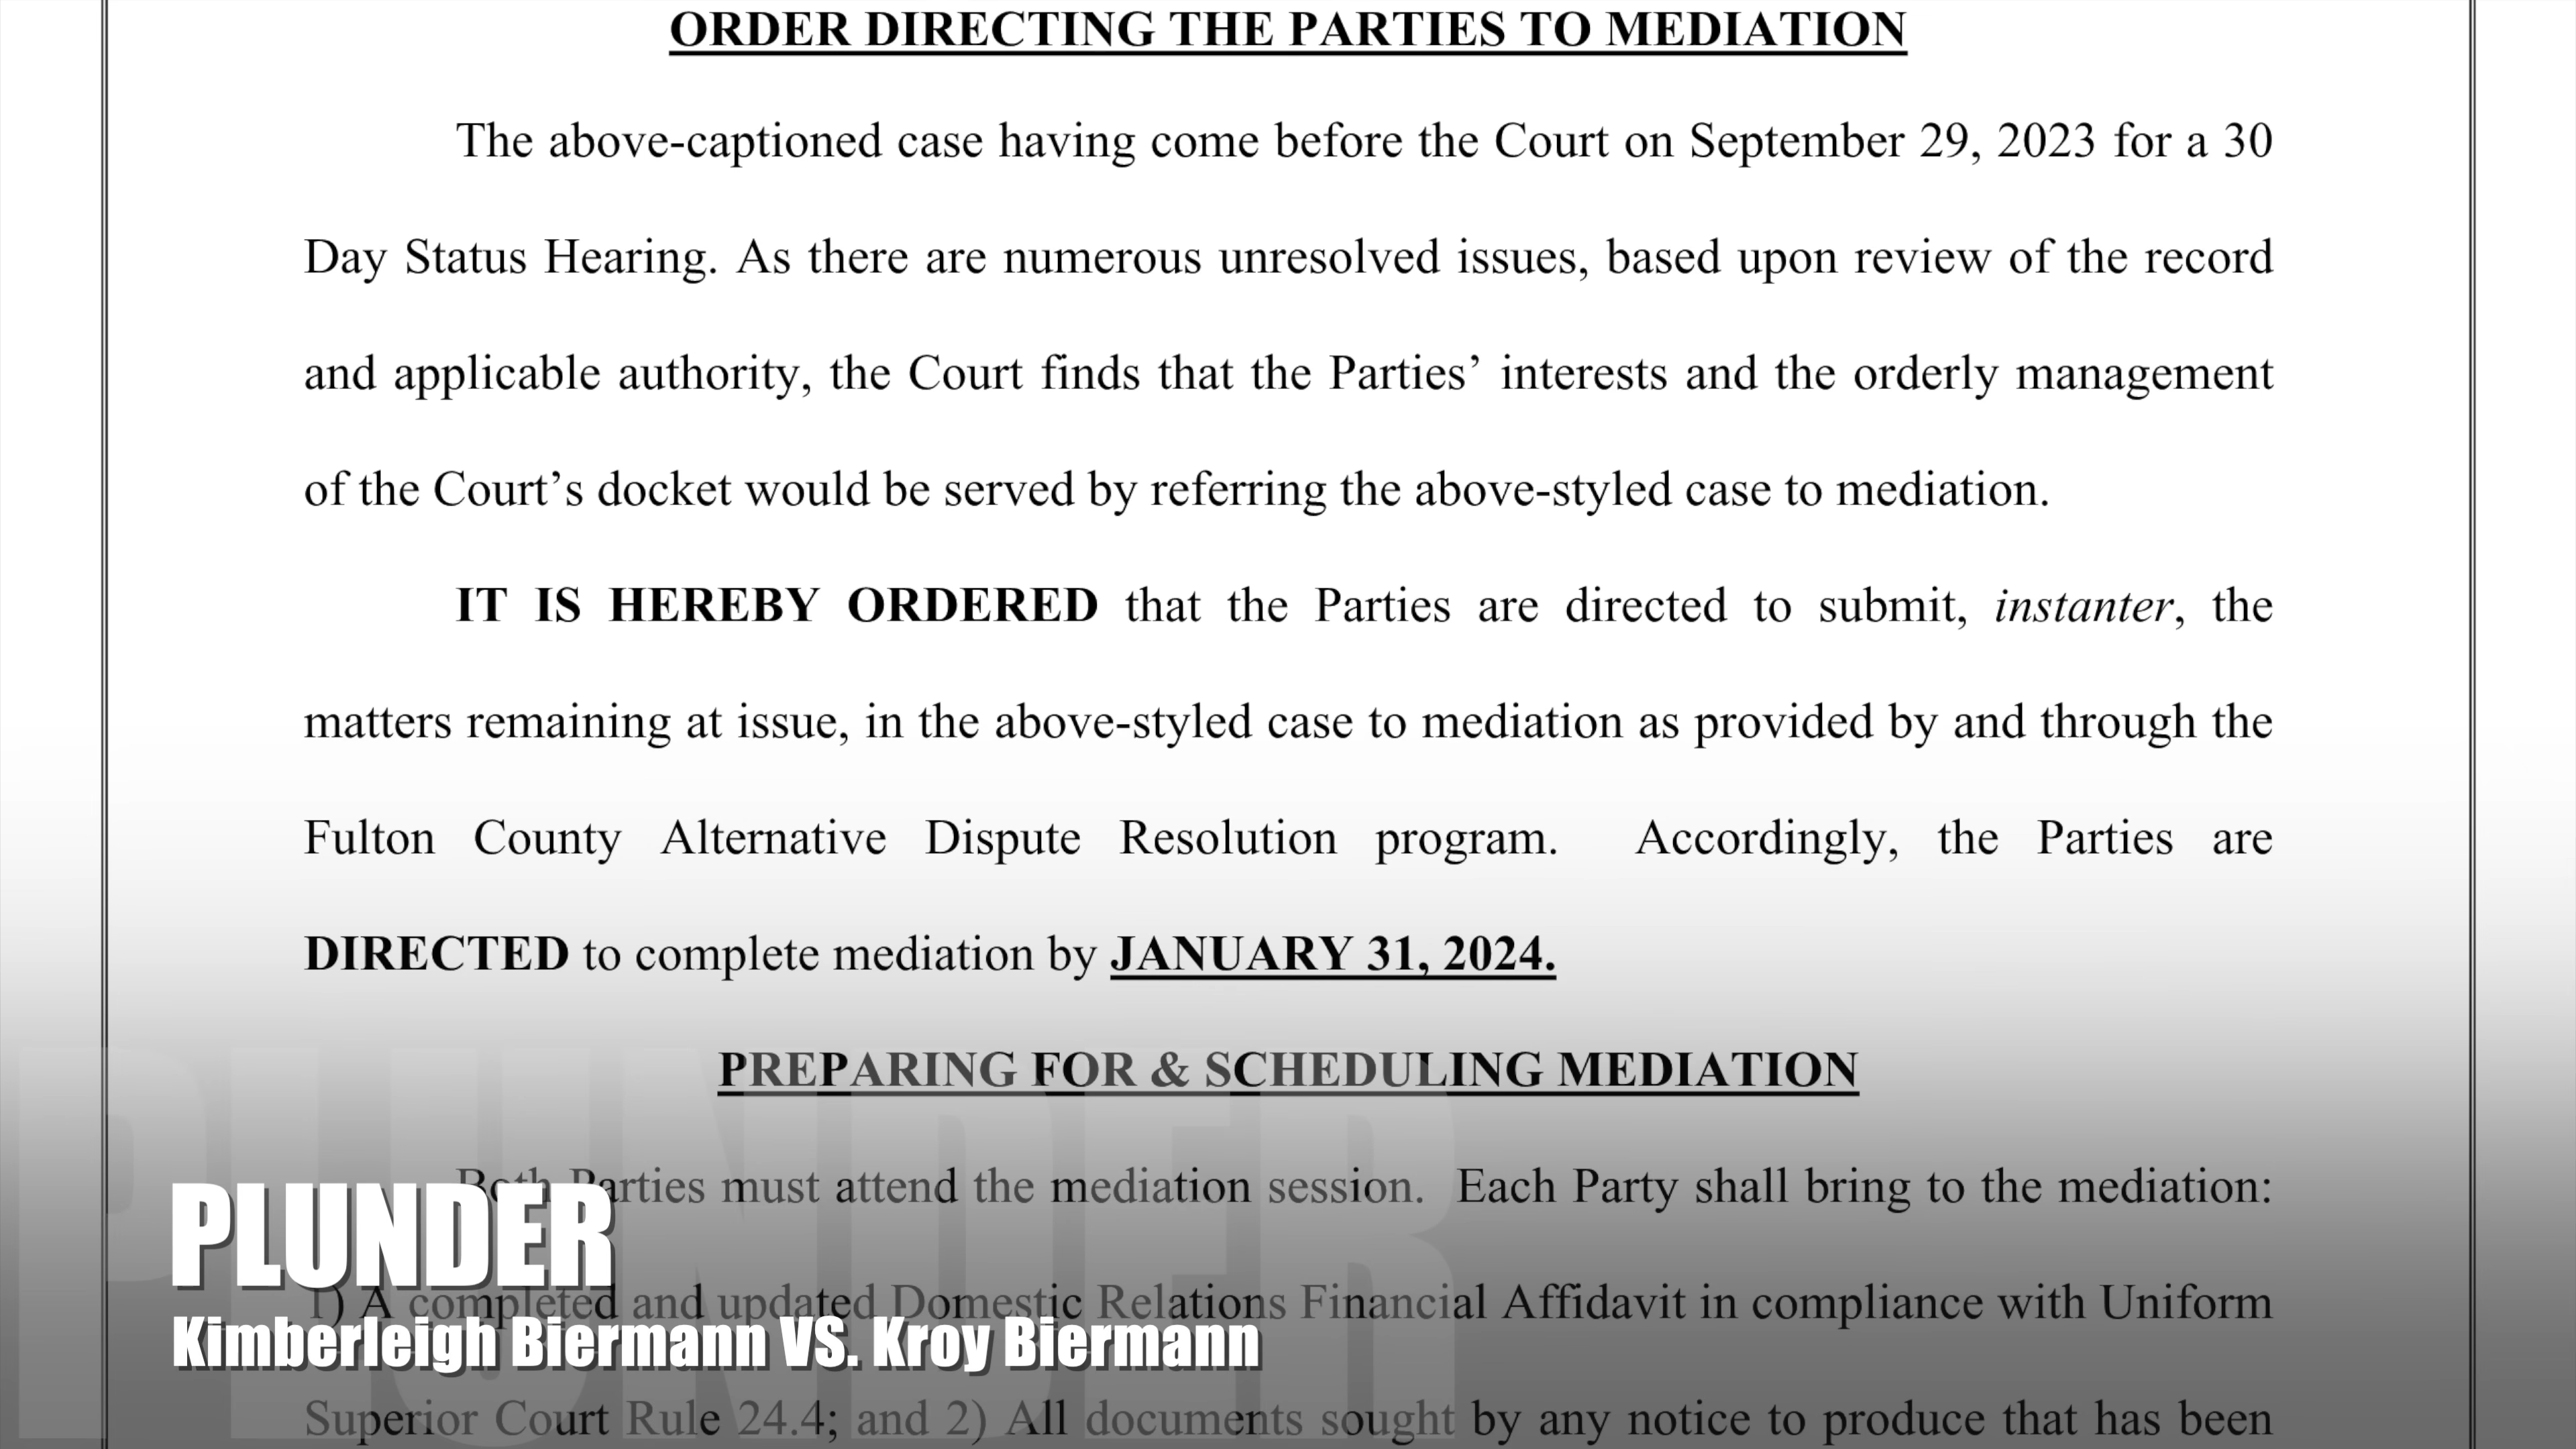 ORDER DIRECTING THE PARTIES TO MEDIATION
The above-captioned case having come before the Court on September 29, 2023 for a 30
Day Status Hearing. As there are numerous unresolved issues, based upon review of the record
and applicable authority, the Court finds that the Parties’ interests and the orderly management
of the Court’s docket would be served by referring the above-styled case to mediation.
IT IS HEREBY ORDERED that the Parties are directed to submit, instanter, the
matters remaining at issue, in the above-styled case to mediation as provided by and through the
Fulton County Alternative Dispute Resolution program. Accordingly, the Parties are
DIRECTED to complete mediation by JANUARY 31, 2024.
PREPARING FOR & SCHEDULING MEDIATION
Both Parties must attend the mediation session. Each Party shall bring to the mediation:
PLUNDER
PLUNDER
1) A completed and updated Domestic Relations Financial Affidavit in compliance with Uniform
Kimberleigh Biermann VS. Kroy Biermann
Superior Court Rule 24.4; and 2) All documents sought by any notice to produce that has been